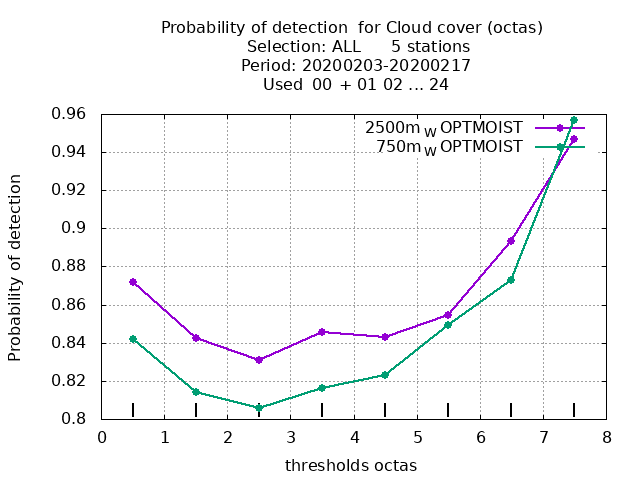 Probability of detection  for Cloud cover (octas)
Selection: ALL      5 stations
Period: 20200203-20200217
Used  00  + 01 02 ... 24
2500m W OPTMOIST
750m W OPTMOIST
0.96
0.94
0.92
0.9
0.88
0.86
0.84
0.82
0.8
Probability of detection
0 1 2 3 4 5 6 7 8
thresholds octas